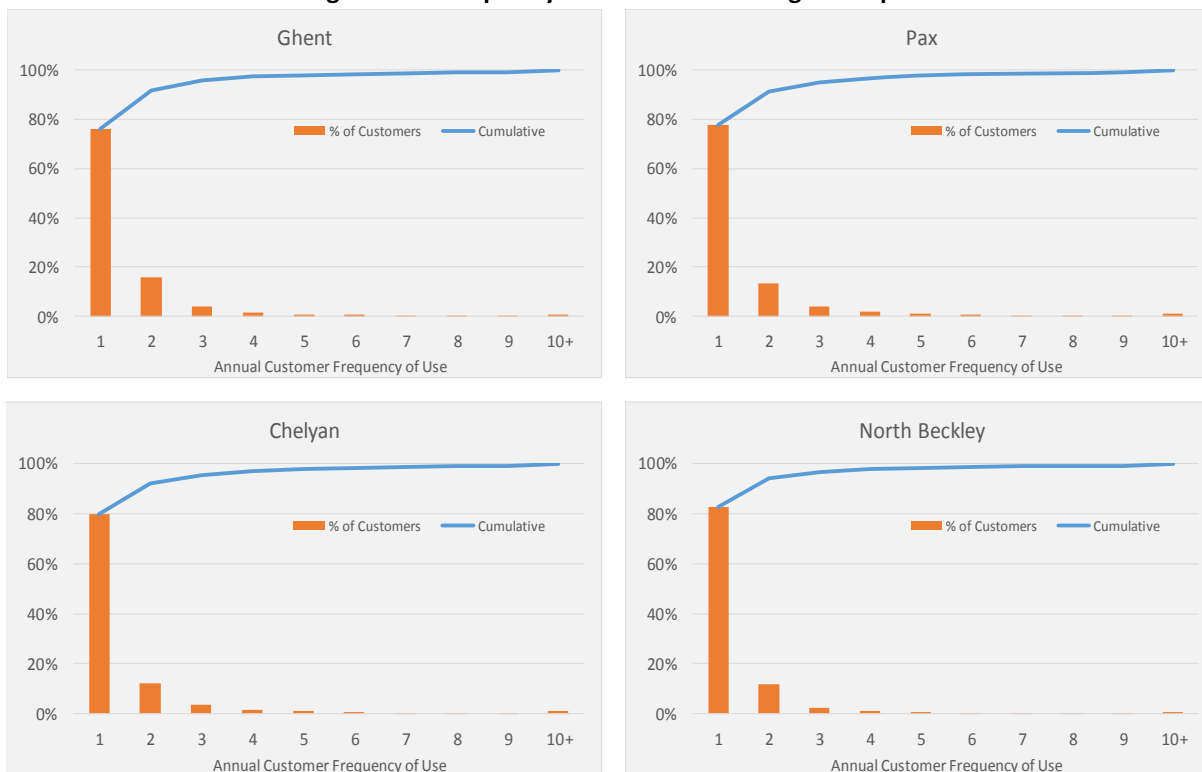 Ghent
100%
80%
% of Customers Cumulative
60%
40%
20%
0%
1 2 3 4 5 6 7 8 9 10+
Annual Customer Frequency of Use
Pax
100%
80%
% of Customers Cumulative
60%
40%
20%
0%
1 2 3 4 5 6 7 8 9 10+
Annual Customer Frequency of Use
Chelyan
100%
80%
% of Customers Cumulative
60%
40%
20%
0%
1 2 3 4 5 6 7 8 9 10+
Annual Customer Frequency of Use
North Beckley
100%
80%
% of Customers Cumulative
60%
40%
20%
0%
1 2 3 4 5 6 7 8 9 10+
Annual Customer Frequency of Use